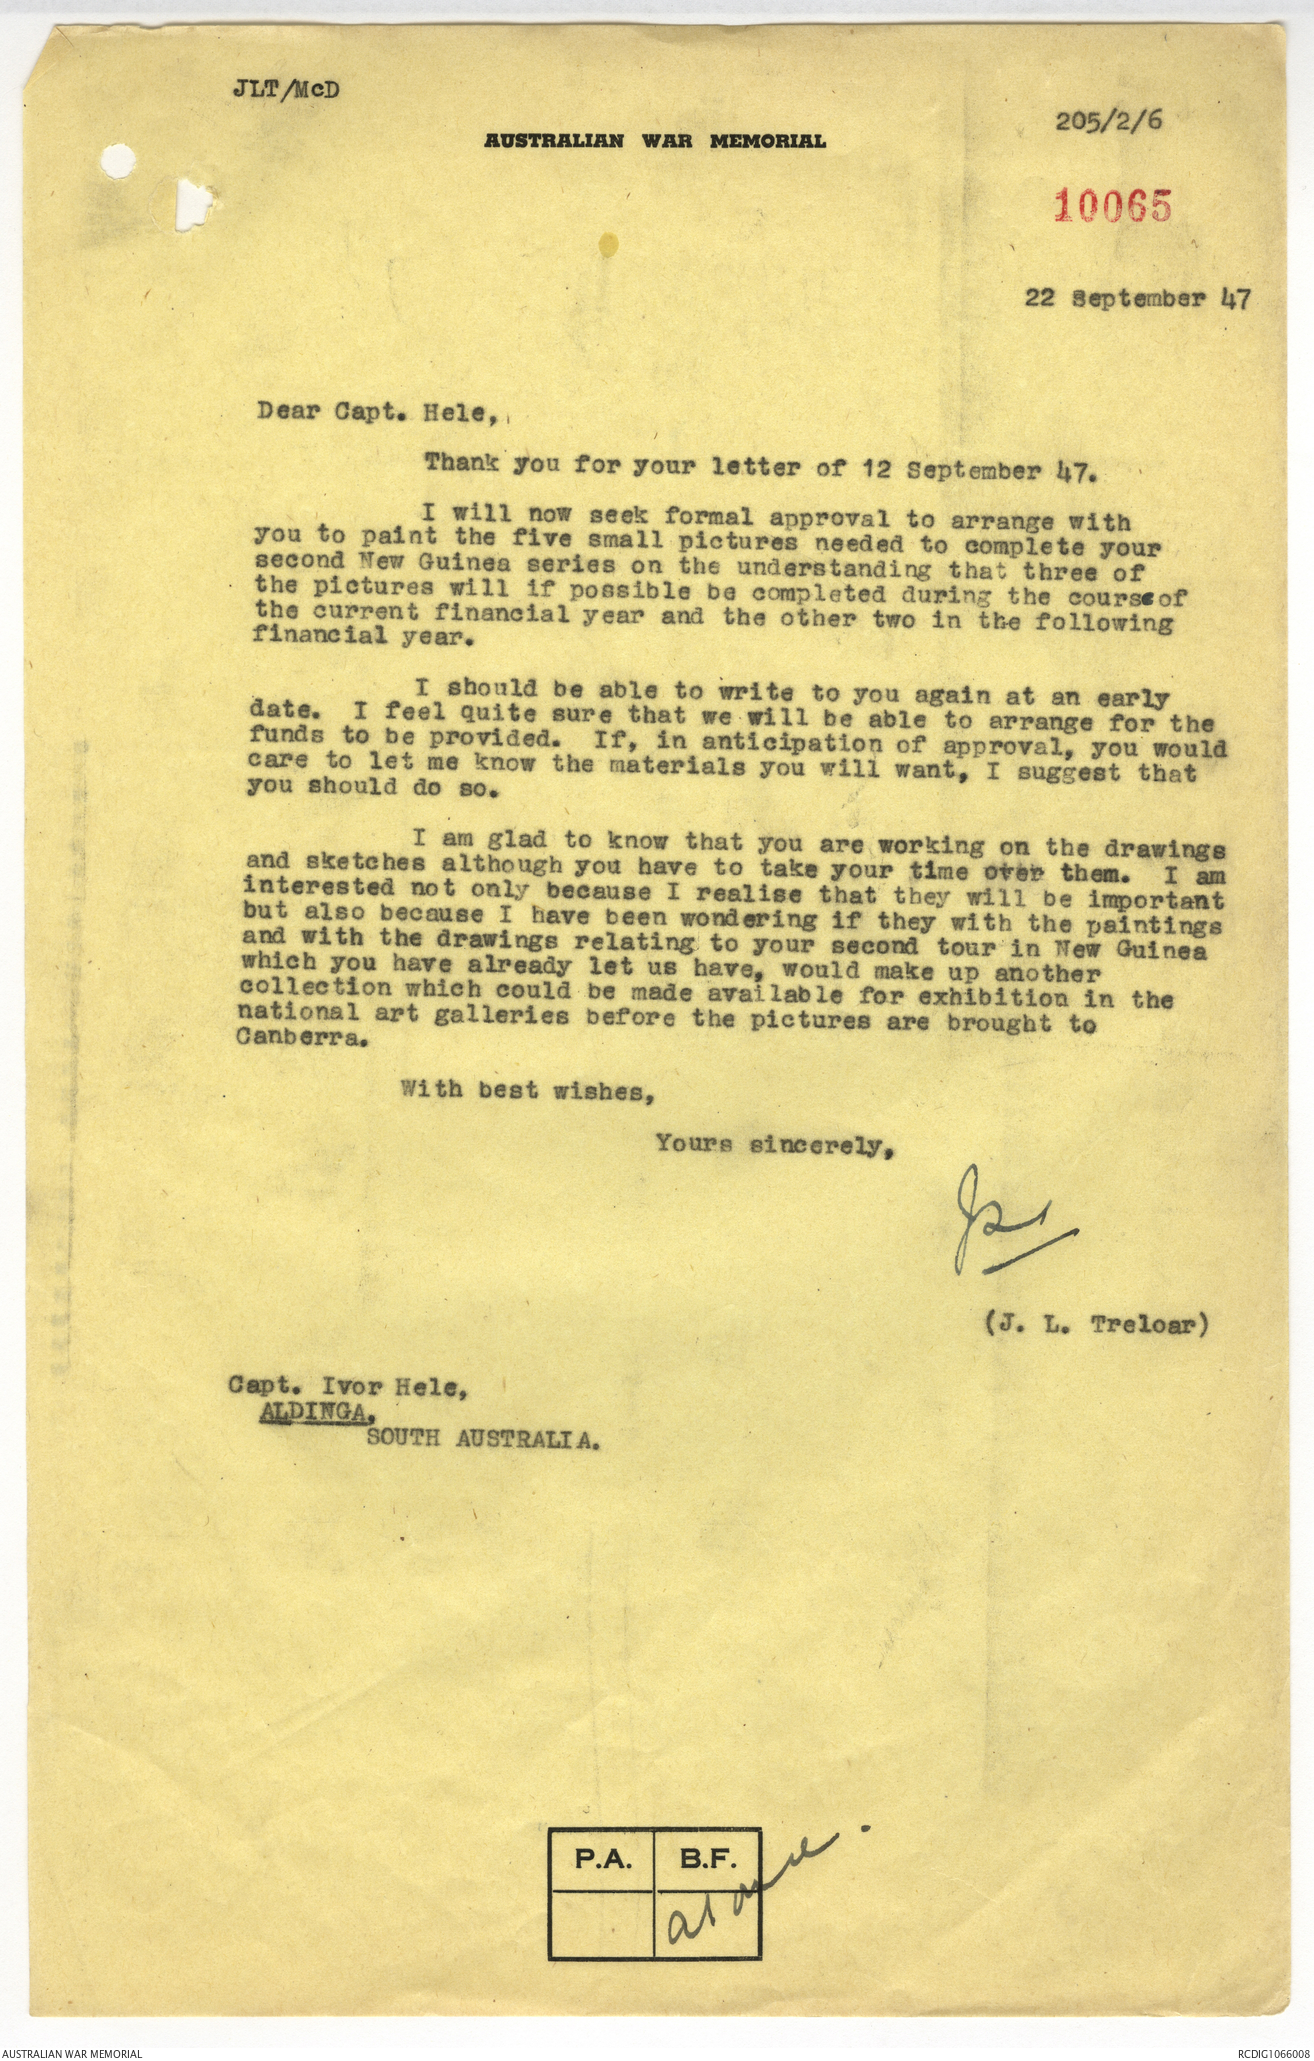 JLT/McD
205/2/6
AUSTRALIAN WAR MEMORIAL
10065
22 September 47
Dear Capt. Hele,
Thank you for your letter of 12 September 47.
I will now seek formal approval to arrange with
you to paint the five small pictures needed to complete your
second New Guinea series on the understanding that three of
the pictures will if possible be completed during the course of
the current financial year and the other two in the following
financial year.
I should be able to write to you again at an early
date. I feel quite sure that we will be able to arrange for the
funds to be provided. If, in anticipation of approval, you would
care to let me know the materials you will want, I suggest that
you should do so.
I am glad to know that you are working on the drawings
and sketches although you have to take your time over them. I am
interested not only because I realise that they will be important
but also because I have been wondering if they with the paintings
and with the drawings relating to your second tour in New Guinea
which you have already let us have, would make up another
collection which could be made available for exhibition in the
national art galleries before the pictures are brought to
Canberra.
With best wishes,
Yours sincerely,
(J. L. Treloar)
Capt. Ivor Hele,
ALDINGA,
SOUTH AUSTRALIA.
P.A. B.F.
at once.
AUSTRALIAN WAR MEMORIAL
RCDIG1066008